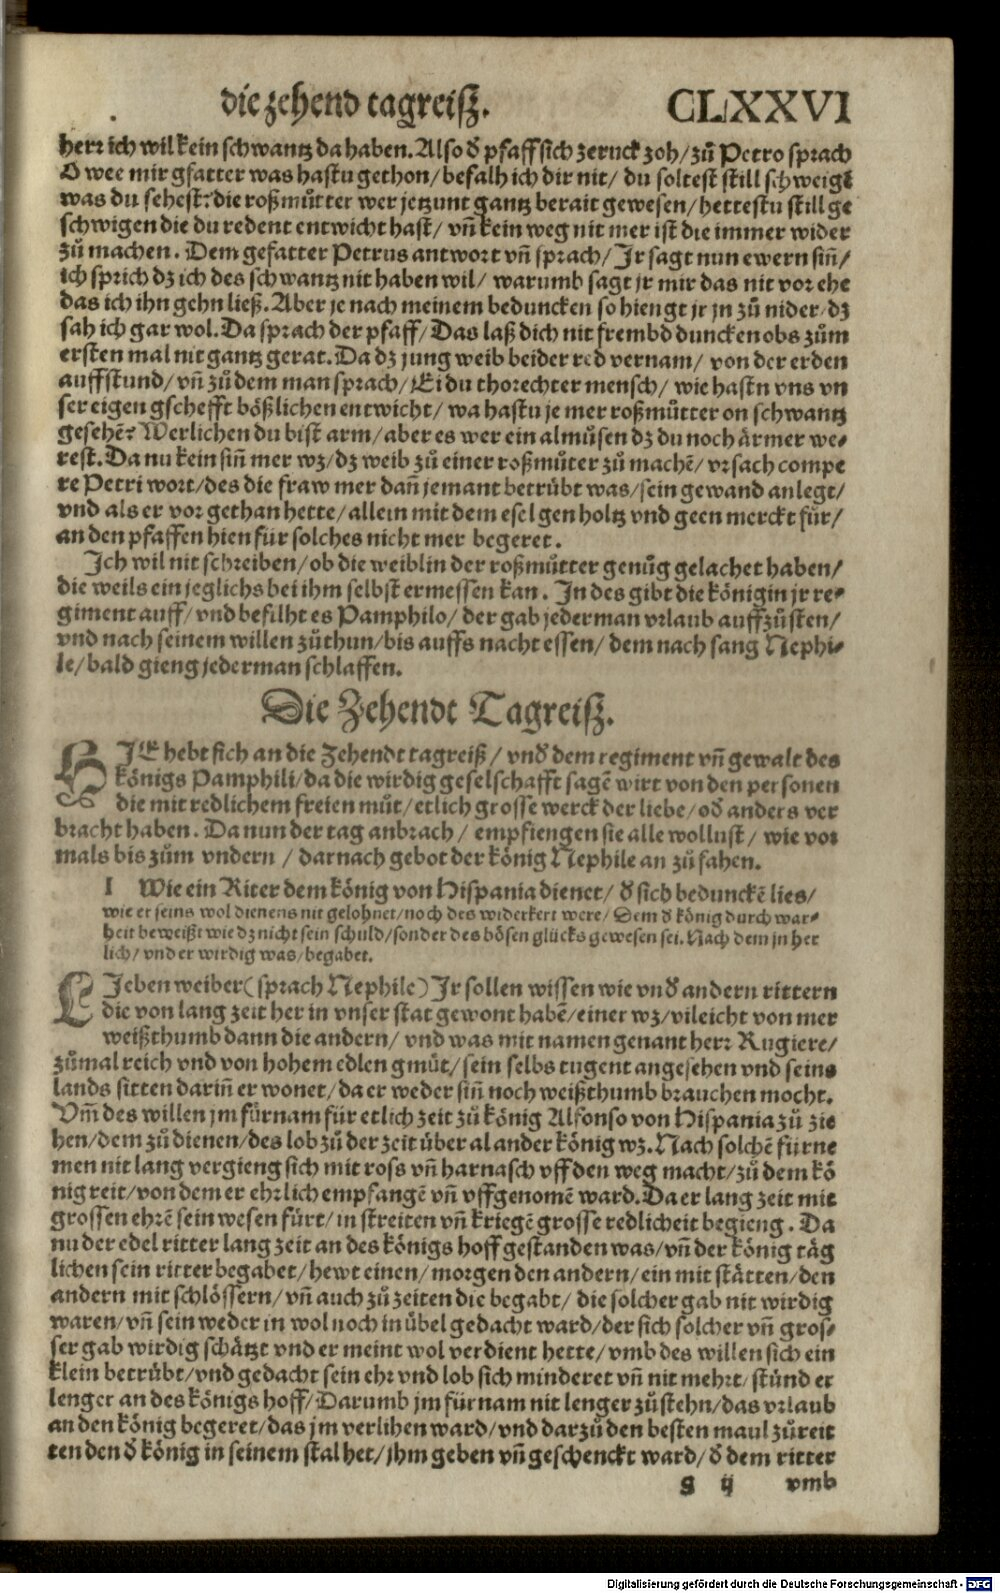 die zehend tagreisz. CLXXVI
herr ich wil kein schwantz da haben. Also ď pfaff sich zeruck zoh/ zů Petro sprach
O wee mir gfatter was hastu gethon/ befalh ich dir nit/ du soltest still schweigē
was du sehest? die roßmůtter wer jetzunt gantz berait gewesen/ hettestu still ge
schwigen die du redent entwicht hast/ vñ kein weg nit mer ist die immer wider
zů machen. Dem gefatter Petrus antwort vñ sprach/ Jr sagt nun ewern siñ/
ich sprich dz ich des schwantz nit haben wil/ warumb sagt jr mir das nit vor ehe
das ich ihn gehn ließ. Aber je nach meinem beduncken so hiengt jr jn zů nider/ dz
sah ich gar wol. Da sprach der pfaff/ Das laß dich nit frembd duncken obs zům
ersten mal nit gantz gerat. Da dz jung weib beider red vernam/ von der erden
auffstund/ vñ zů dem man sprach/ Ei du thorechter mensch/ wie hastu vns vn
ser eigen gschefft bößlichen entwicht/ wa hastu je mer roßmůtter on schwantz
gesehē? Werlichen du bist arm/ aber es wer ein almůsen dz du noch ärmer we-
rest. Da nu kein siñ mer wz/ dz weib zů einer roßmůter zů machē/ vrsach compe
re Petri wort/ des die fraw mer dañ jemant betrübt was/ sein gewand anlegt/
vnd als er vor gethan hette/ allein mit dem esel gen holtz vnd geen merckt für/
an den pfaffen hien für solches nicht mer begeret.
Jch wil nit schreiben/ ob die weiblin der roßmůtter genůg gelachet haben/
die weils ein jeglichs bei ihm selbst ermessen kan. In des gibt die königin jr re-
giment auff/ vnd befilht es Pamphilo/ der gab jederman vrlaub auffzůsten/
vnd nach seinem willen zůthun/ bis auffs nacht essen/ dem nach sang Nephi-
le/ bald gieng jederman schlaffen.
Die Zehendt Tagreisz.
HJE hebt sich an die Zehendt tagreiß/ vnď dem regiment vñ gewalt des
königs Pamphili/ da die wirdig geselschafft sagē wirt von den personen
die mit redlichem freien můt/ etlich grosse werck der liebe/ oď anders ver
bracht haben. Da nun der tag anbrach/ empfiengen sie alle wollust/ wie vor
mals bis zům vndern/ darnach gebot der könig Nephile an zů fahen.
I Wie ein Riter dem könig von Hispania dienet/ ď sich bedunckē lies/
wie er seins wol dienens nit gelohnet/ noch des widerkert were/ Dem ď könig durch war-
heit beweißt wie dz nicht sein schuld/ sonder des bösen glücks gewesen sei. Nach dem jn her
lich/ vnd er wirdig was/ begabet.
LJeben weiber (sprach Nephile) Jr sollen wissen wie vnď andern rittern
die von lang zeit her in vnser stat gewont habē/ einer wz/ vileicht von mer
weißthumb dann die andern/ vnd was mit namen genant herr Rugiere/
zůmal reich vnd von hohem edlen gmůt/ sein selbs tugent angesehen vnd seins
lands sitten dariñ er wonet/ da er weder siñ noch weißthumb brauchen mocht.
Vm̃ des willen jm fürnam für etlich zeit zů könig Alfonso von Hispania zů zie
hen/ dem zů dienen/ des lob zů der zeit über al ander könig wz. Nach solchē fürne
men nit lang vergieng sich mit ross vñ harnasch vff den weg macht/ zů dem kö
nig reit/ von dem er ehrlich empfangē vñ vffgenomē ward. Da er lang zeit mit
grossen ehrē sein wesen fürt/ in streiten vñ kriegē grosse redlicheit begieng. Da
nu der edel ritter lang zeit an des königs hoff gestanden was/ vñ der könig täg
lichen sein ritter begabet/ hewt einen/ morgen den andern/ ein mit stätten/ den
andern mit schlössern/ vñ auch zů zeiten die begabt/ die solcher gab nit wirdig
waren/ vñ sein weder in wol noch in übel gedacht ward/ der sich solcher vñ gros-
ser gab wirdig schätzt vnd er meint wol verdient hette/ vmb des willen sich ein
klein betrübt/ vnd gedacht sein ehr vnd lob sich minderet vñ nit mehrt/ stünd er
lenger an des königs hoff/ Darumb jm fürnam nit lenger zů stehn/ das vrlaub
an den könig begeret/ das jm verlihen ward/ vnd darzů den besten maul zů reit
ten den ď könig in seinem stal het/ jhm geben vñ geschenckt ward/ ď dem ritter
g ij vmb
Digitalisierung gefördert durch die Deutsche Forschungsgemeinschaft - DFG